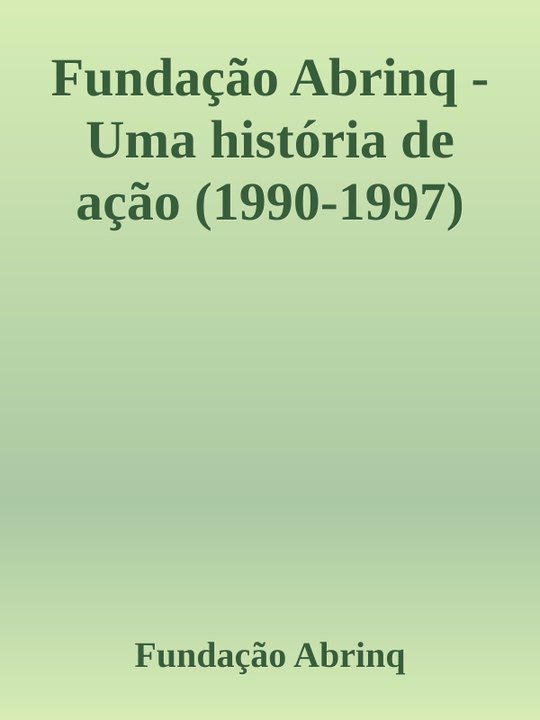 Fundação Abrinq -
Uma história de
ação (1990-1997)
Fundação Abrinq